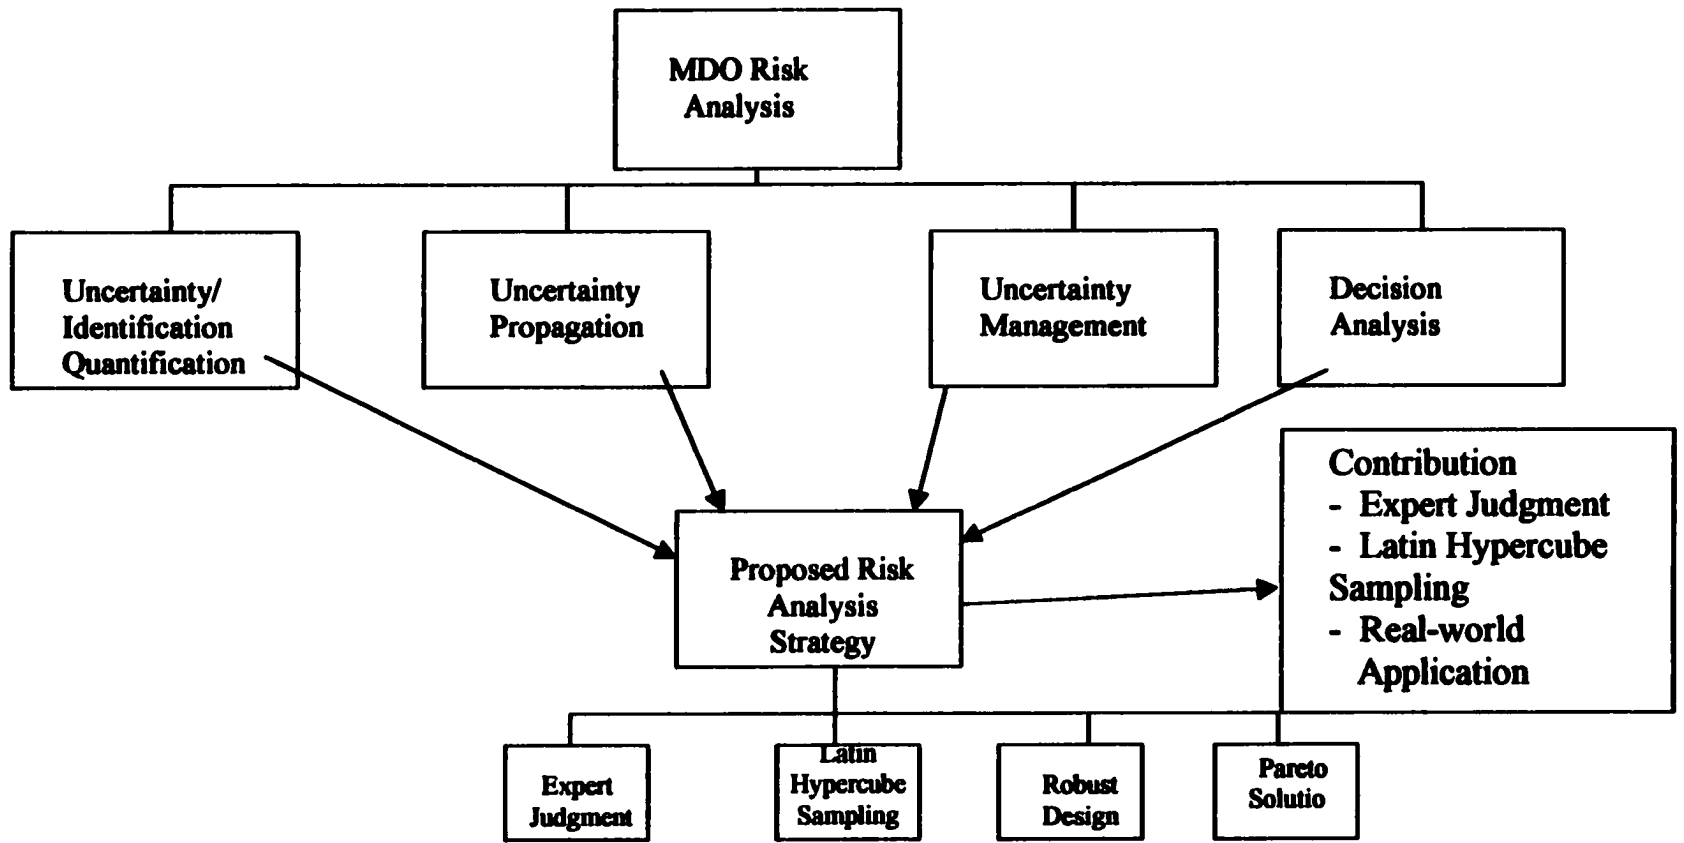 MDO Risk
Analysis
Uncertainty/
Identification
Quantification
Uncertainty
Propagation
Uncertainty
Management
Decision
Analysis
Contribution
- Expert Judgment
- Latin Hypercube
Sampling
- Real-world
Application
Proposed Risk
Analysis
Strategy
Expert
Judgment
Latin
Hypercube
Sampling
Robust
Design
Pareto
Solutio